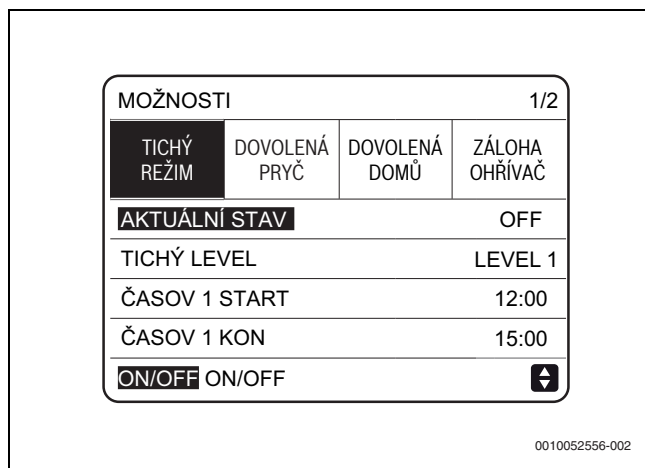 MOŽNOSTI 1/2
TICHÝ REŽIM
DOVOLENÁ PRYČ
DOVOLENÁ DOMŮ
ZÁLOHA OHŘÍVAČ
AKTUÁLNÍ STAV OFF
TICHÝ LEVEL LEVEL 1
ČASOV 1 START 12:00
ČASOV 1 KON 15:00
ON/OFF ON/OFF
0010052556-002